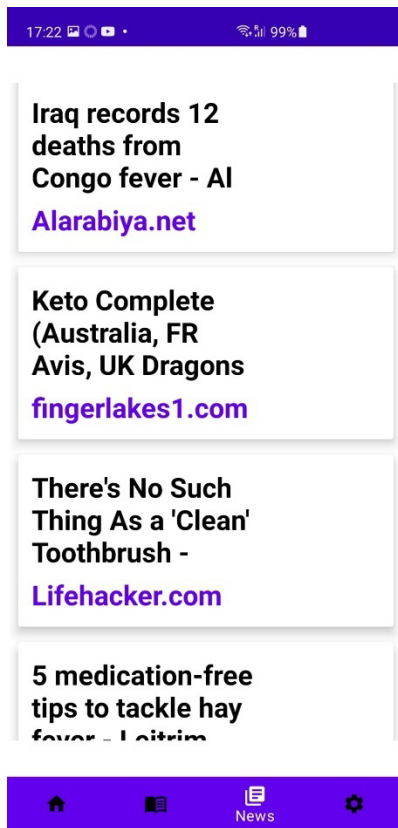 17:22 99%
Iraq records 12
deaths from
Congo fever - Al
Alarabiya.net
Keto Complete
(Australia, FR
Avis, UK Dragons
fingerlakes1.com
There's No Such
Thing As a 'Clean'
Toothbrush -
Lifehacker.com
5 medication-free
tips to tackle hay
fever - Leitrim
News